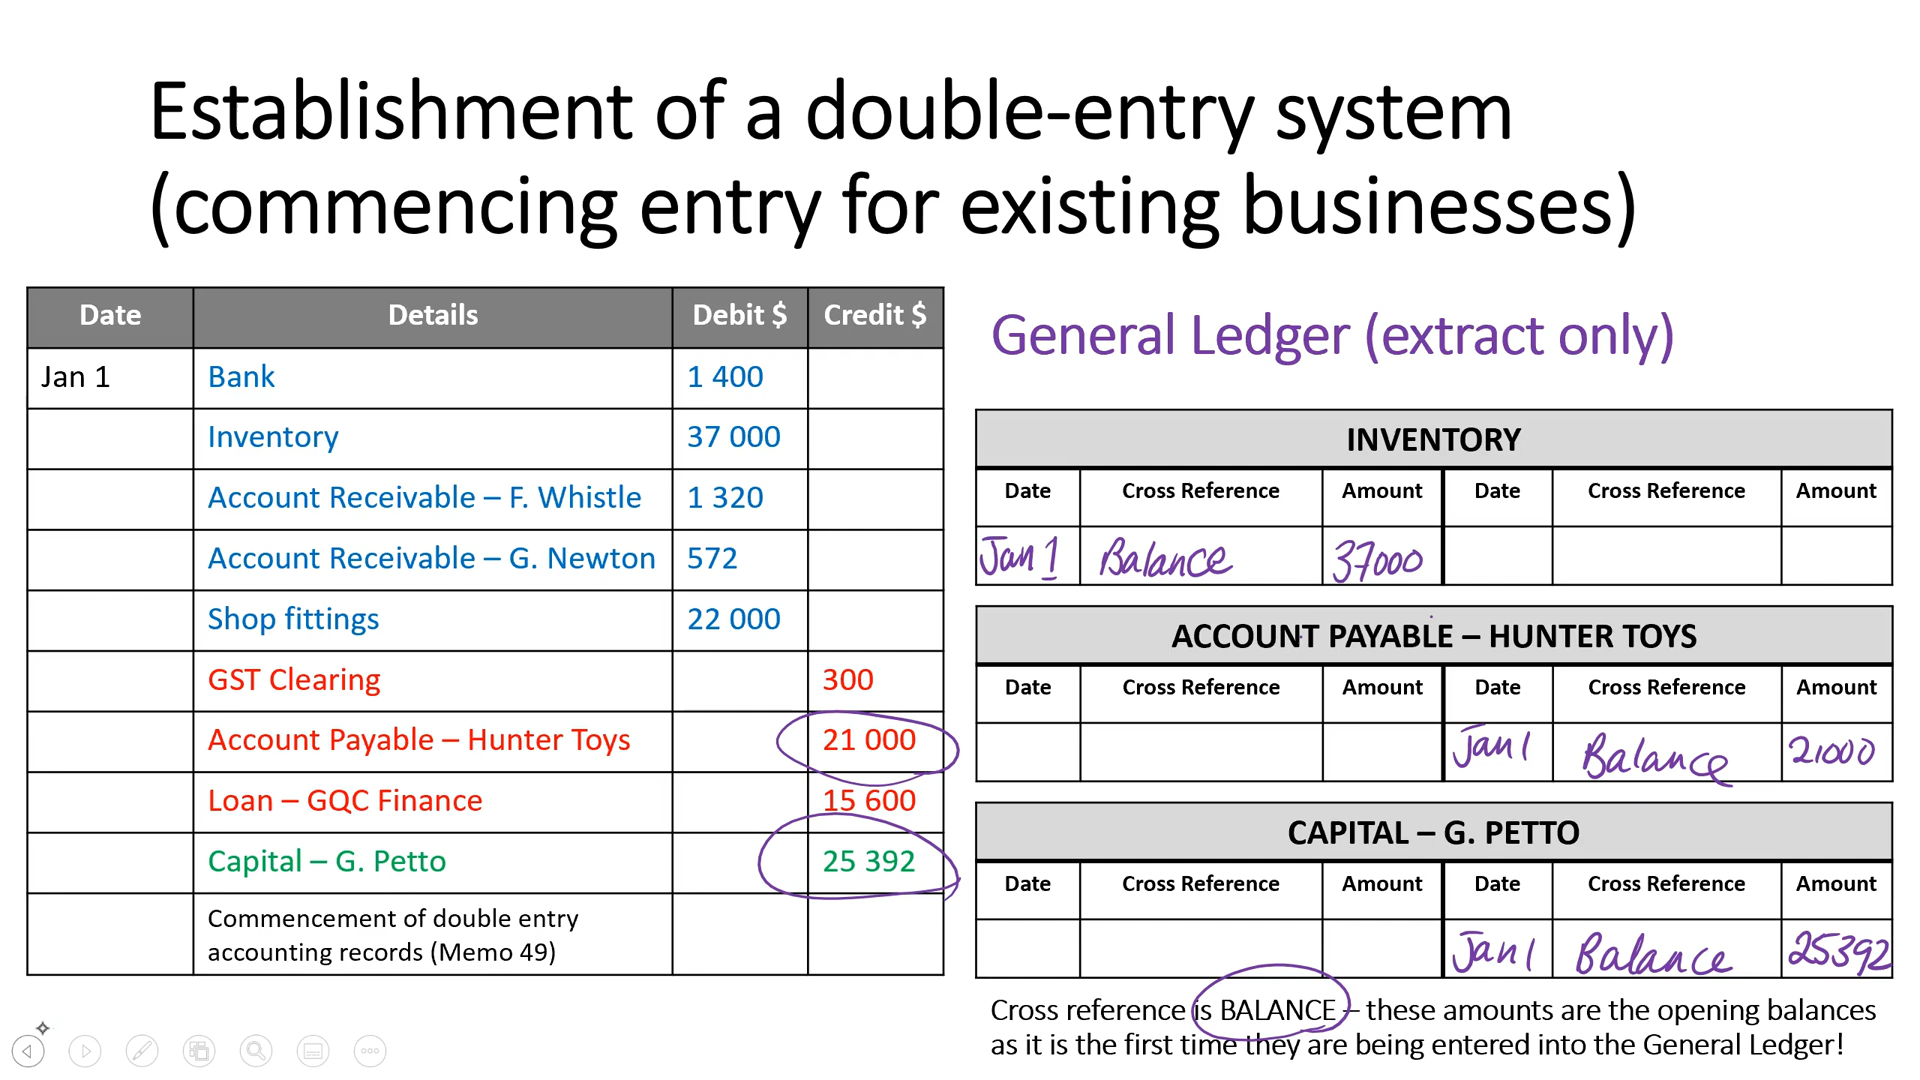 Establishment of a double-entry system
(commencing entry for existing businesses)
Date Details Debit $ Credit $
Jan 1 Bank 1 400
Inventory 37 000
Account Receivable – F. Whistle 1 320
Account Receivable – G. Newton 572
Shop fittings 22 000
GST Clearing 300
Account Payable – Hunter Toys 21 000
Loan – GQC Finance 15 600
Capital – G. Petto 25 392
Commencement of double entry
accounting records (Memo 49)
General Ledger (extract only)
INVENTORY
Date Cross Reference Amount Date Cross Reference Amount
Jan 1 Balance 37000
ACCOUNT PAYABLE – HUNTER TOYS
Date Cross Reference Amount Date Cross Reference Amount
Jan 1 Balance 21000
CAPITAL – G. PETTO
Date Cross Reference Amount Date Cross Reference Amount
Jan 1 Balance 25392
Cross reference is BALANCE – these amounts are the opening balances
as it is the first time they are being entered into the General Ledger!